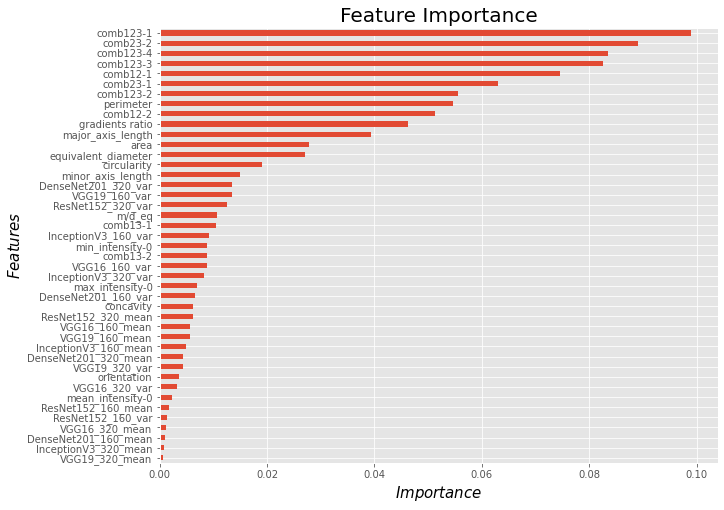 Feature Importance
comb123-1
comb23-2
comb123-4
comb123-3
comb12-1
comb23-1
comb123-2
perimeter
comb12-2
gradients ratio
major_axis_length
area
equivalent_diameter
circularity
minor_axis_length
DenseNet201_320_var
VGG19_160_var
ResNet152_320_var
m/d_eq
comb13-1
InceptionV3_160_var
min_intensity-0
comb13-2
VGG16_160_var
InceptionV3_320_var
max_intensity-0
DenseNet201_160_var
concavity
ResNet152_320_mean
VGG16_160_mean
VGG19_160_mean
InceptionV3_160_mean
DenseNet201_320_mean
VGG19_320_var
orientation
VGG16_320_var
mean_intensity-0
ResNet152_160_mean
ResNet152_160_var
VGG16_320_mean
DenseNet201_160_mean
InceptionV3_320_mean
VGG19_320_mean
Features
0.00 0.02 0.04 0.06 0.08 0.10
Importance